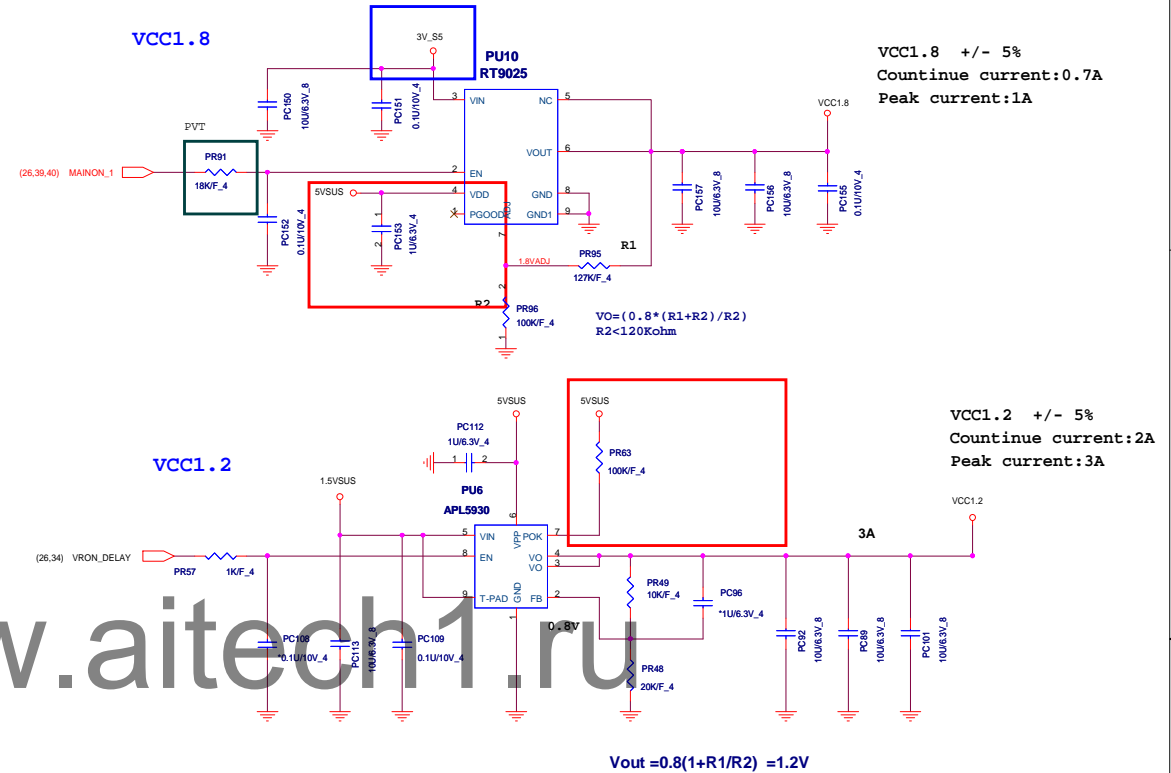 VCC1.8
3V_S5
PU10
RT9025
VCC1.8 +/- 5%
Countinue current:0.7A
Peak current:1A
PC150
10U/6.3V_8
PC151
0.1U/10V_4
3
VIN
NC
5
VCC1.8
PVT
PR91
18K/F_4
(26,39,40) MAINON_1
2
EN
VOUT
6
5VSUS
4
VDD
GND
8
1
PGOOD
ADJ
GND1
9
7
PC152
0.1U/10V_4
1
2
PC153
1U/6.3V_4
PC157
10U/6.3V_8
PC156
10U/6.3V_8
PC155
0.1U/10V_4
1.8VADJ
R1
PR95
127K/F_4
R2
2
1
PR96
100K/F_4
VO=(0.8*(R1+R2)/R2)
R2<120Kohm
5VSUS
5VSUS
VCC1.2 +/- 5%
Countinue current:2A
Peak current:3A
PC112
1U/6.3V_4
1
2
PR63
100K/F_4
VCC1.2
1.5VSUS
PU6
APL5930
VCC1.2
6
5
VIN
VPP
POK
7
3A
(26,34) VRON_DELAY
PR57
1K/F_4
8
EN
VO
4
VO
3
9
T-PAD
GND
FB
2
1
0.8V
PR49
10K/F_4
PC96
*1U/6.3V_4
PC108
*0.1U/10V_4
PC113
10U/6.3V_8
PC109
0.1U/10V_4
PR48
20K/F_4
PC92
10U/6.3V_8
PC89
10U/6.3V_8
PC101
10U/6.3V_8
w.aitech1.ru
Vout =0.8(1+R1/R2) =1.2V